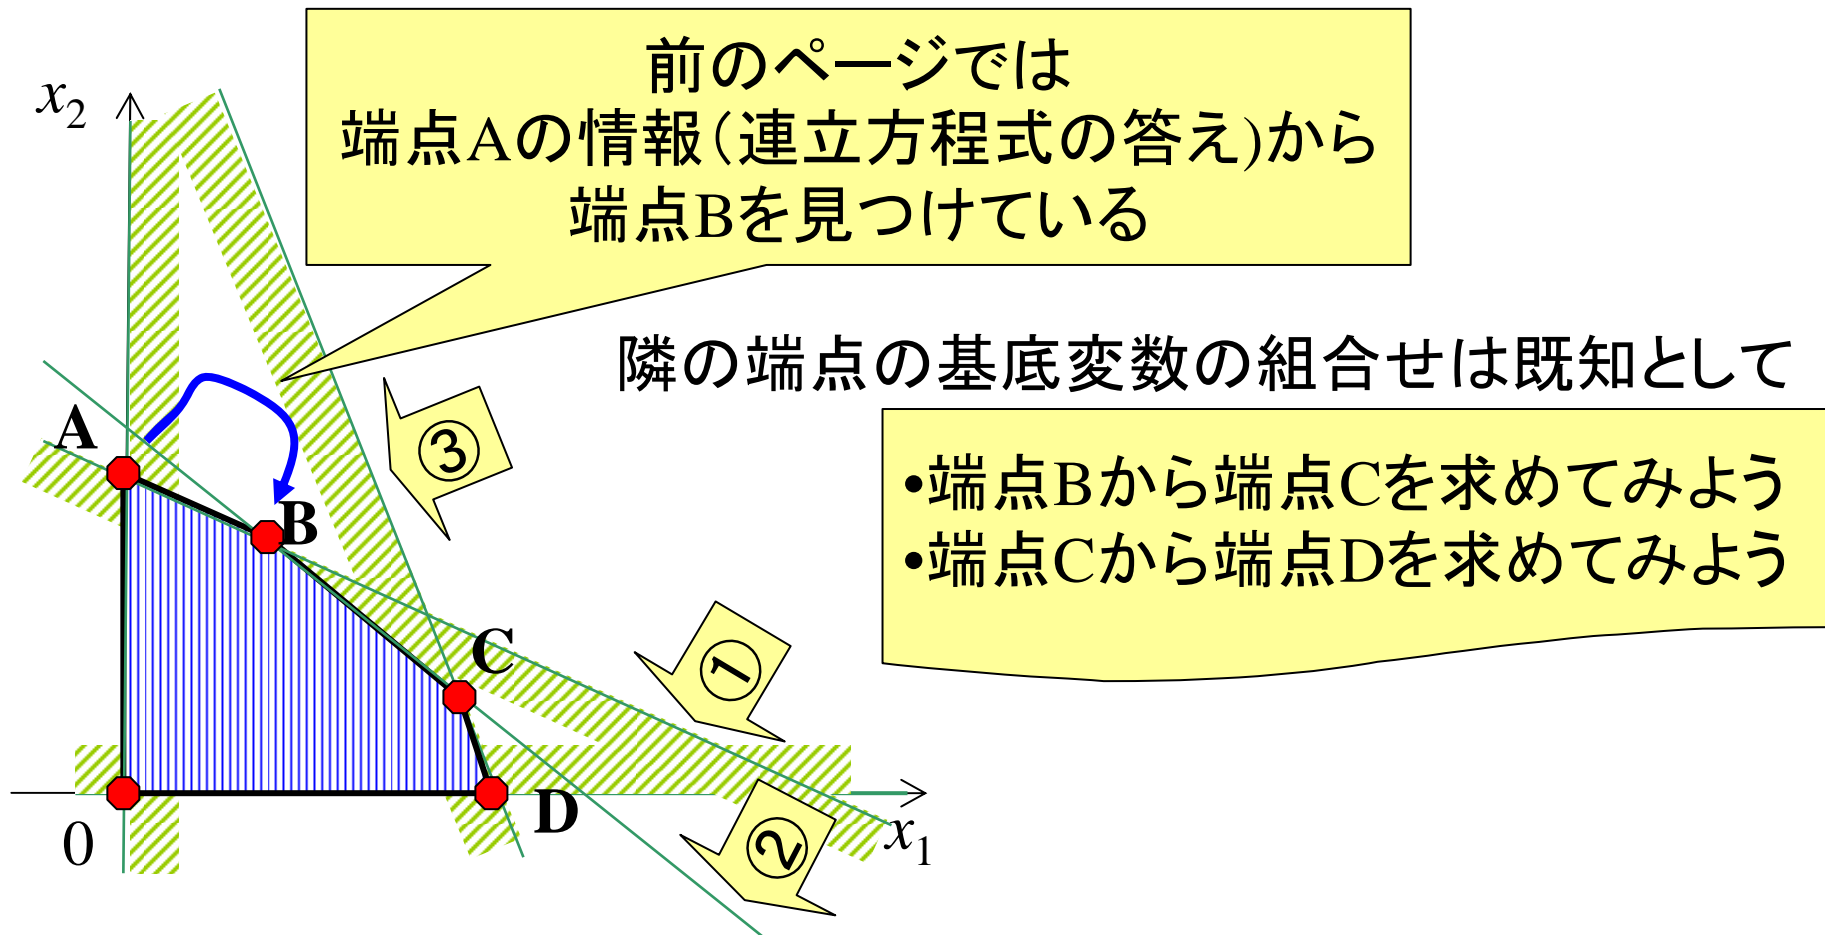 前のページでは
端点Aの情報（連立方程式の答え)から
端点Bを見つけている
x2
隣の端点の基底変数の組合せは既知として
A
③
•端点Bから端点Cを求めてみよう
•端点Cから端点Dを求めてみよう
B
C
①
D
②
0
x1